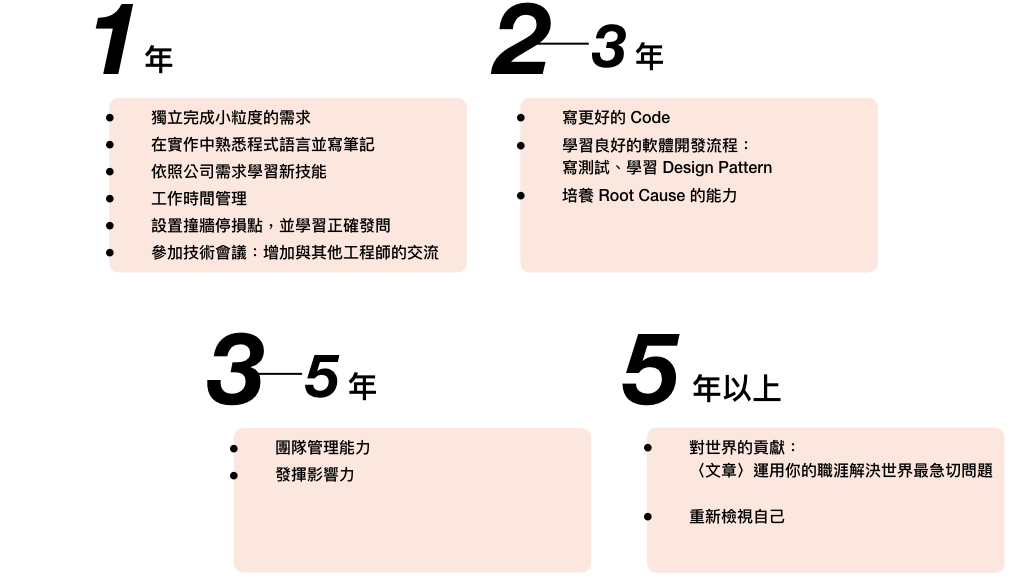 1 年
獨立完成小粒度的需求
在實作中熟悉程式語言並寫筆記
依照公司需求學習新技能
工作時間管理
設置撞牆停損點，並學習正確發問
參加技術會議：增加與其他工程師的交流
2—3 年
寫更好的 Code
學習良好的軟體開發流程：
寫測試、學習 Design Pattern
培養 Root Cause 的能力
3—5 年
團隊管理能力
發揮影響力
5 年以上
對世界的貢獻：
〈文章〉運用你的職涯解決世界最急切問題
重新檢視自己